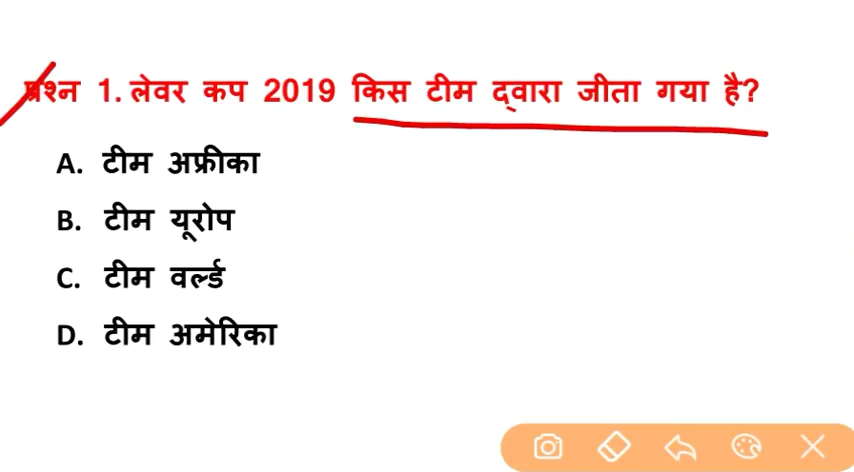 प्रश्न 1. लेवर कप 2019 किस टीम द्वारा जीता गया है?
A. टीम अफ्रीका
B. टीम यूरोप
C. टीम वर्ल्ड
D. टीम अमेरिका